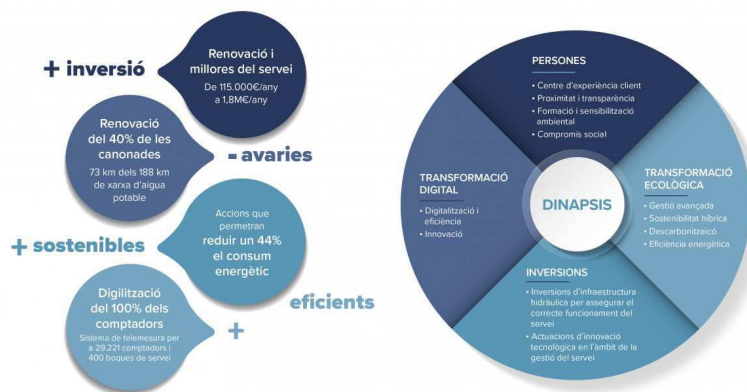 + inversió
Renovació i
millores del servei
De 115.000€/any
a 1,8M€/any
Renovació
del 40% de les
canonades
73 km dels 188 km
de xarxa d'aigua
potable
- avaries
+ sostenibles
Accions que
permetran
reduir un 44%
el consum
energètic
Digilització
del 100% dels
comptadors
Sistema de telemesura per
a 29.221 comptadors i
400 boques de servei
+
eficients
PERSONES
• Centre d'experiència client
• Proximitat i transparència
• Formació i sensibilització
ambiental
• Compromís social
TRANSFORMACIÓ
DIGITAL
• Digitalització i
eficiència
• Innovació
DINAPSIS
TRANSFORMACIÓ
ECOLÒGICA
• Gestió avançada
• Sostenibilitat hídrica
• Descarbonitzaició
• Eficiència energètica
INVERSIONS
• Inversions d'infraestructura
hidràulica per assegurar el
correcte funcionament del
servei
• Actuacions d'innovació
tecnològica en l'àmbit de la
gestió del servei